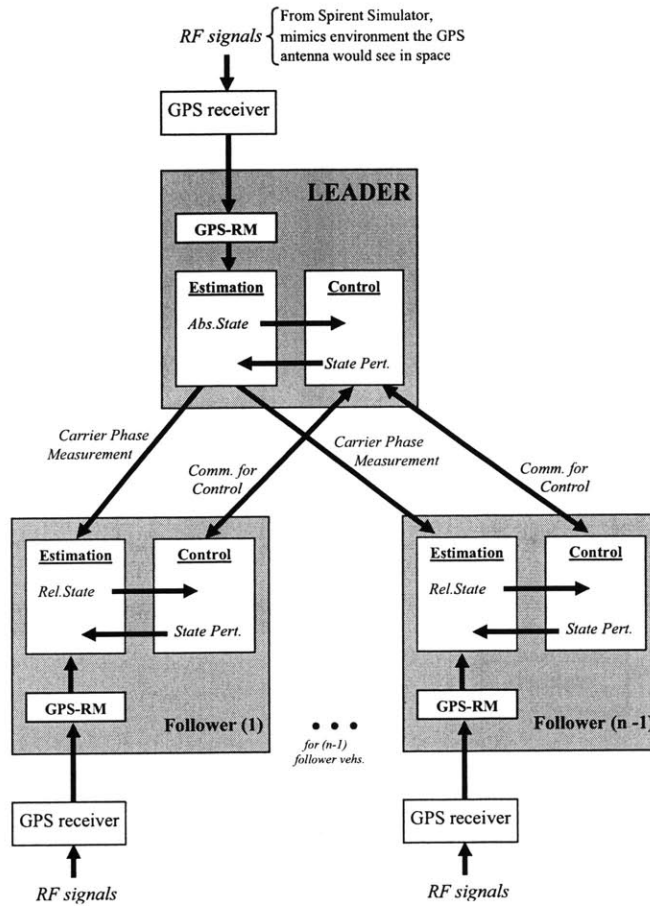 RF signals
From Spirent Simulator,
mimics environment the GPS
antenna would see in space
GPS receiver
LEADER
GPS-RM
Estimation
Control
Abs.State
State Pert.
Carrier Phase
Measurement
Comm. for
Control
Carrier Phase
Measurement
Comm. for
Control
Estimation
Control
Rel.State
State Pert.
GPS-RM
Follower (1)
GPS receiver
RF signals
• • •
for (n-1)
follower vehs.
Estimation
Control
Rel.State
State Pert.
GPS-RM
Follower (n -1)
GPS receiver
RF signals